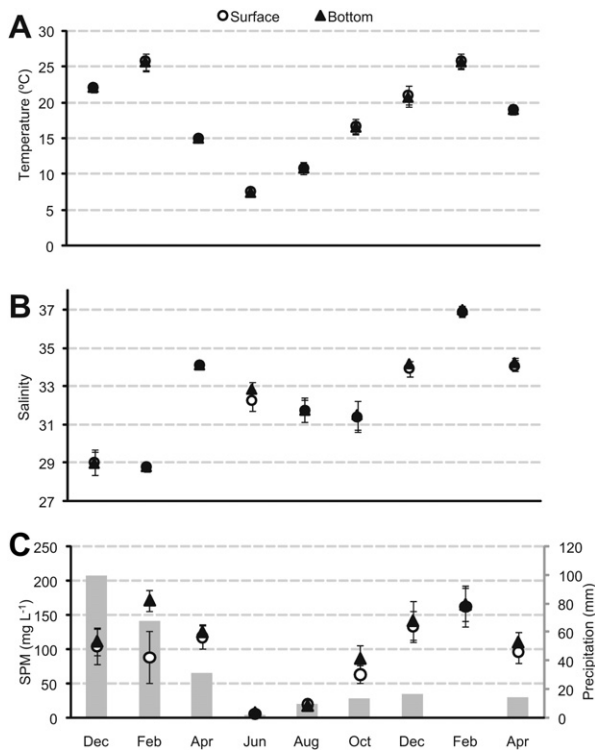 Surface Bottom
A
Temperature (ºC)
30
25
20
15
10
5
0
B
Salinity
37
35
33
31
29
27
C
SPM (mg L-1)
250
200
150
100
50
0
120
100
80
60
40
20
0
Precipitation (mm)
Dec Feb Apr Jun Aug Oct Dec Feb Apr